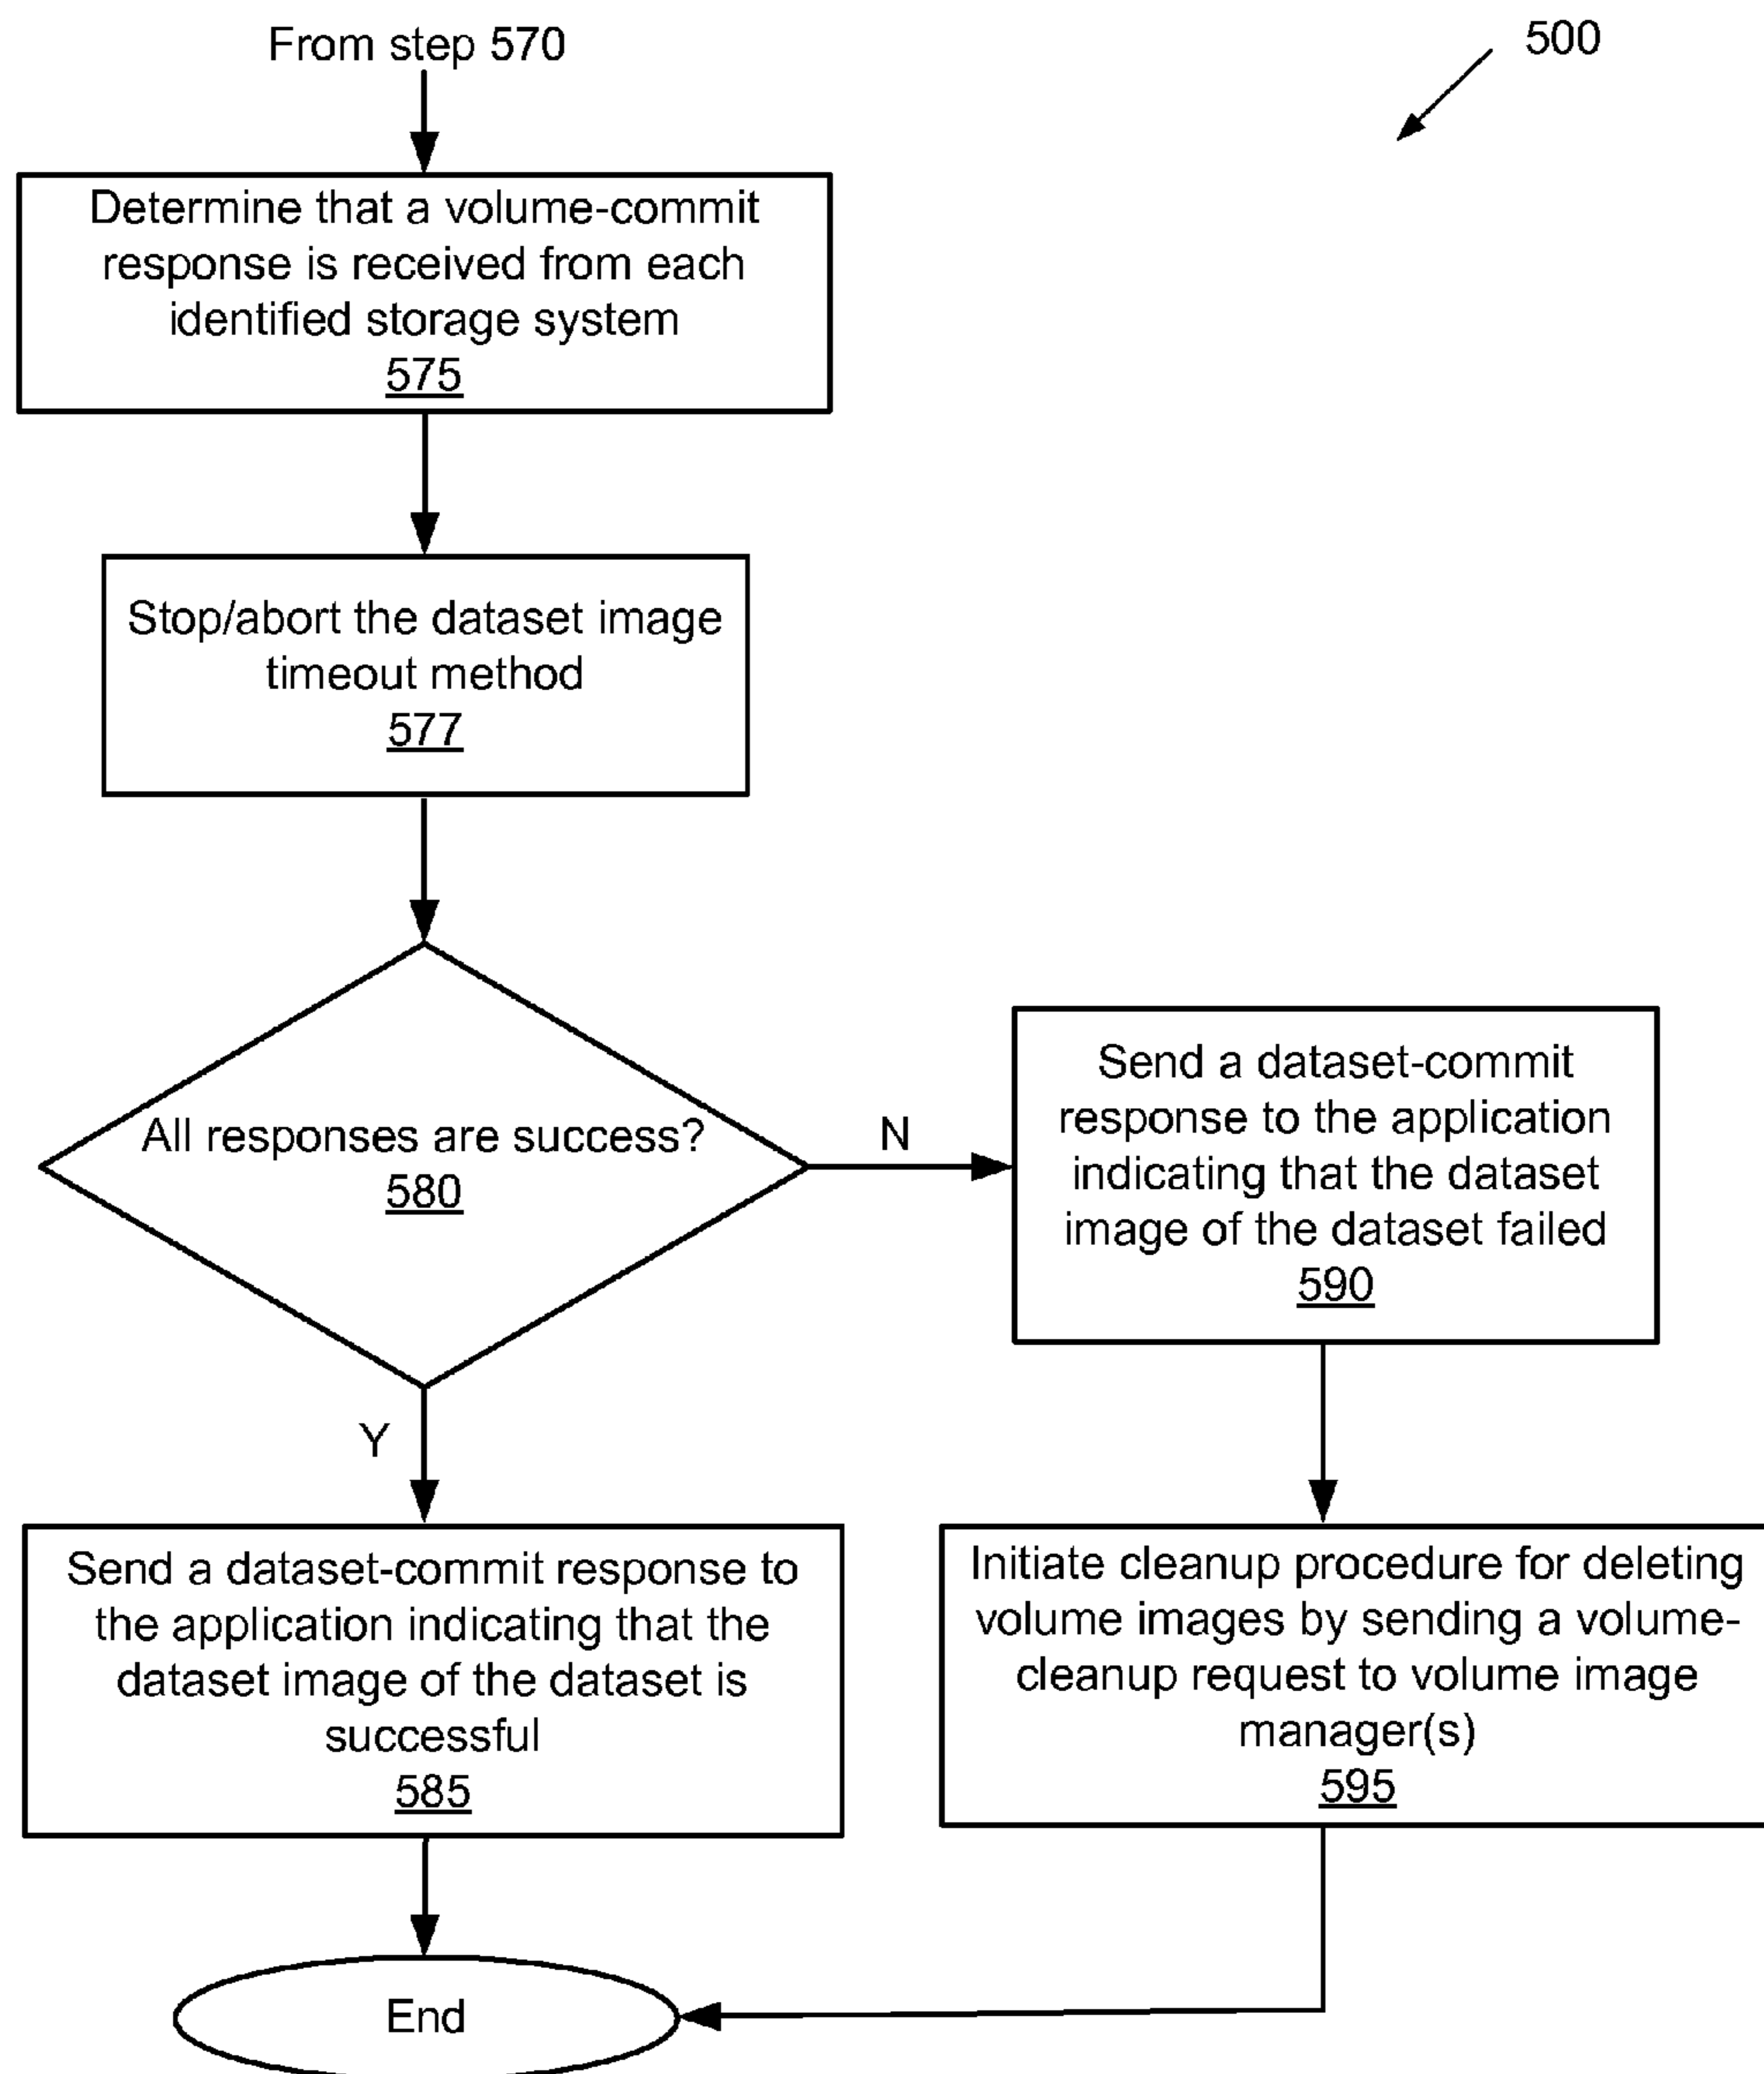 From step 570
500
Determine that a volume-commit
response is received from each
identified storage system
575
Stop/abort the dataset image
timeout method
577
All responses are success?
580
N
Send a dataset-commit
response to the application
indicating that the dataset
image of the dataset failed
590
Y
Send a dataset-commit response to
the application indicating that the
dataset image of the dataset is
successful
585
Initiate cleanup procedure for deleting
volume images by sending a volume-
cleanup request to volume image
manager(s)
595
End